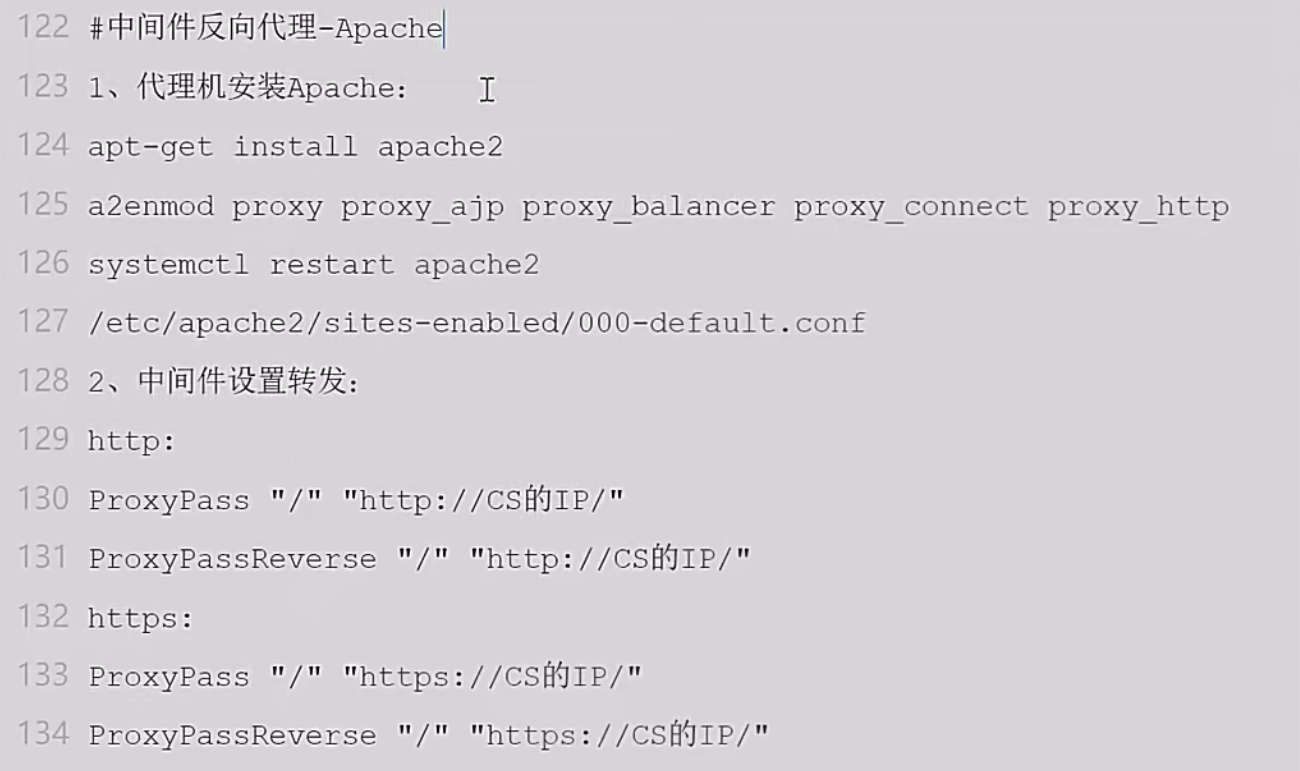 122 #中间件反向代理-Apache
123 1、代理机安装Apache：
124 apt-get install apache2
125 a2enmod proxy proxy_ajp proxy_balancer proxy_connect proxy_http
126 systemctl restart apache2
127 /etc/apache2/sites-enabled/000-default.conf
128 2、中间件设置转发：
129 http:
130 ProxyPass "/" "http://CS的IP/"
131 ProxyPassReverse "/" "http://CS的IP/"
132 https:
133 ProxyPass "/" "https://CS的IP/"
134 ProxyPassReverse "/" "https://CS的IP/"